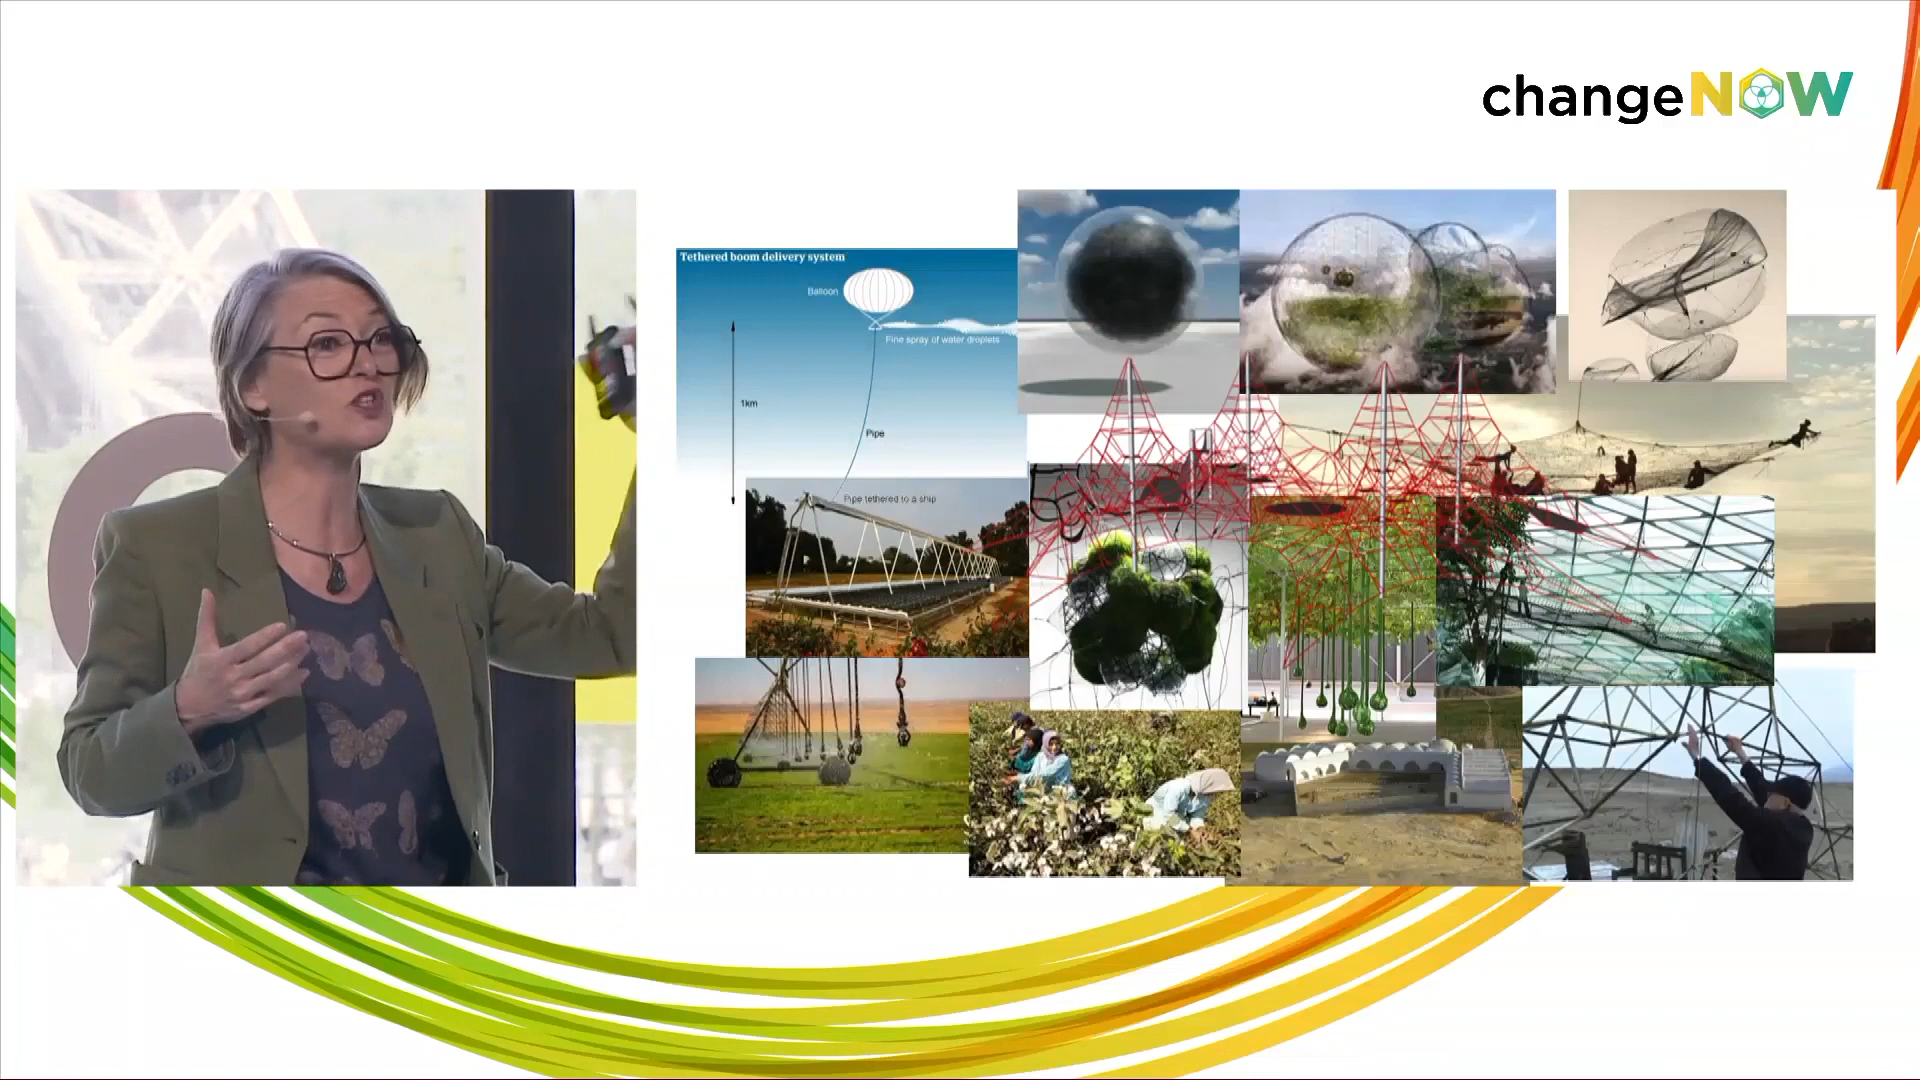 changeNOW
Tethered boom delivery system
Balloon
Fine spray of water droplets
1km
Pipe
Pipe tethered to a ship